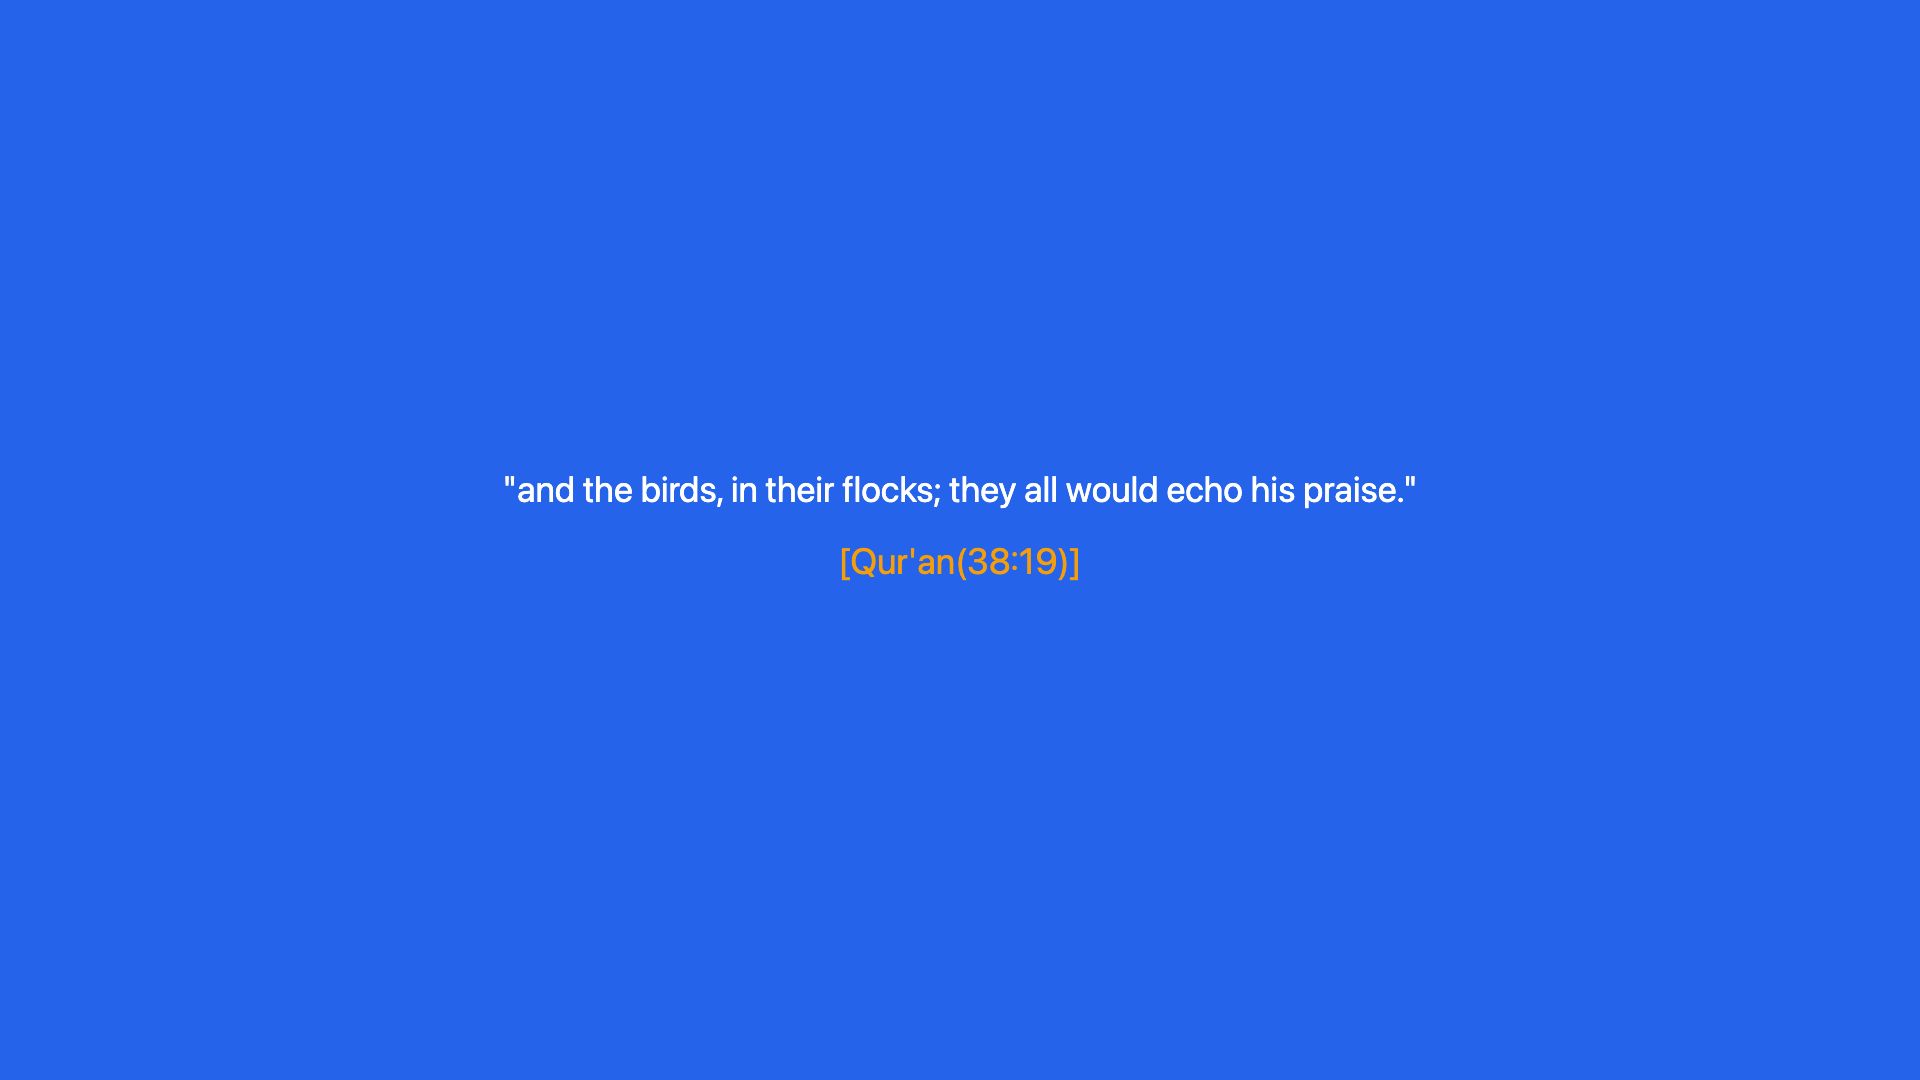 "and the birds, in their flocks; they all would echo his praise."
[Qur'an(38:19)]